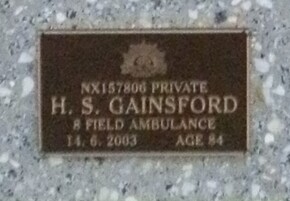 NX157806 PRIVATE
H. S. GAINSFORD
8 FIELD AMBULANCE
14. 6. 2003 AGE 84